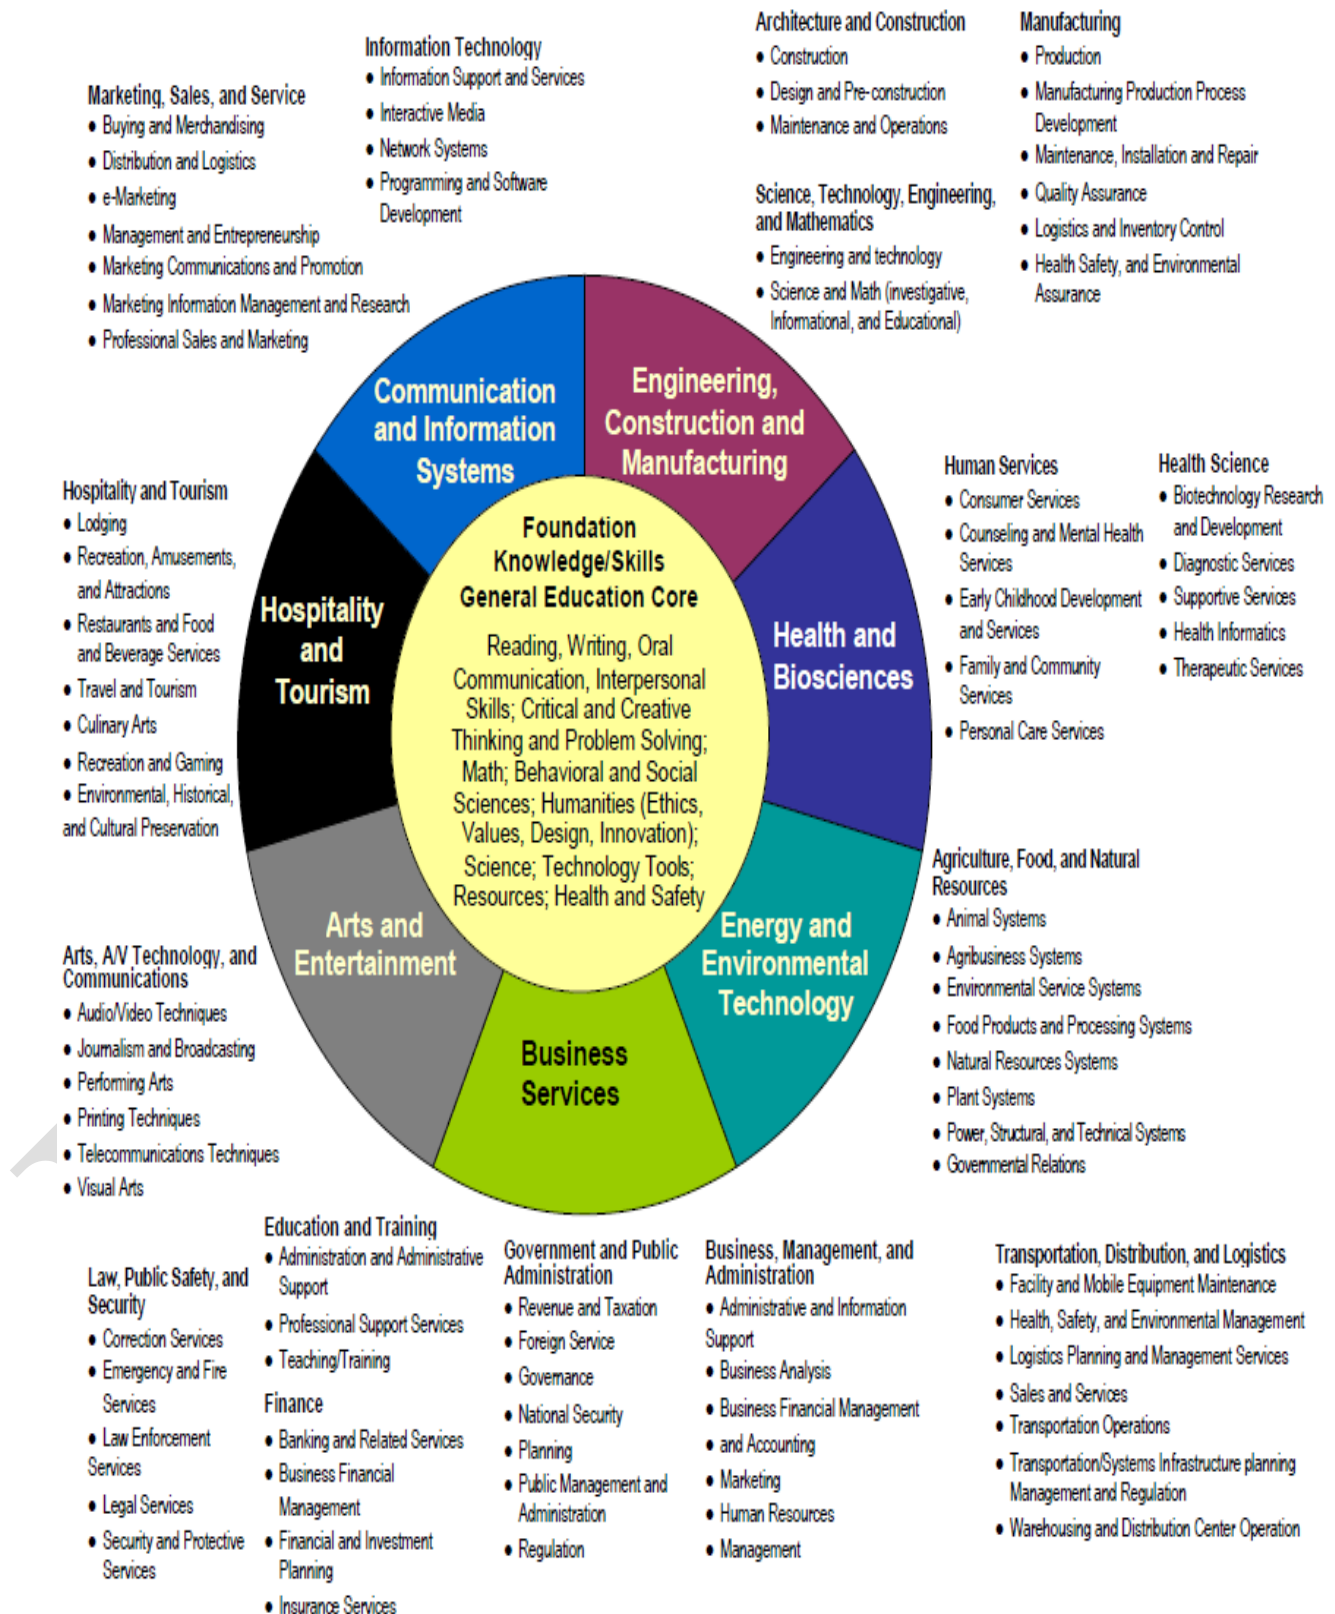 Information Technology
• Information Support and Services
• Interactive Media
• Network Systems
• Programming and Software
Development
Architecture and Construction
• Construction
• Design and Pre-construction
• Maintenance and Operations
Manufacturing
• Production
• Manufacturing Production Process
Development
• Maintenance, Installation and Repair
• Quality Assurance
• Logistics and Inventory Control
• Health Safety, and Environmental
Assurance
Marketing, Sales, and Service
• Buying and Merchandising
• Distribution and Logistics
• e-Marketing
• Management and Entrepreneurship
• Marketing Communications and Promotion
• Marketing Information Management and Research
• Professional Sales and Marketing
Science, Technology, Engineering,
and Mathematics
• Engineering and technology
• Science and Math (investigative,
Informational, and Educational)
Communication
and Information
Systems
Engineering,
Construction and
Manufacturing
Hospitality and Tourism
• Lodging
• Recreation, Amusements,
and Attractions
• Restaurants and Food
and Beverage Services
• Travel and Tourism
• Culinary Arts
• Recreation and Gaming
• Environmental, Historical,
and Cultural Preservation
Hospitality
and
Tourism
Foundation
Knowledge/Skills
General Education Core
Reading, Writing, Oral
Communication, Interpersonal
Skills; Critical and Creative
Thinking and Problem Solving;
Math; Behavioral and Social
Sciences; Humanities (Ethics,
Values, Design, Innovation);
Science; Technology Tools;
Resources; Health and Safety
Health and
Biosciences
Human Services
• Consumer Services
• Counseling and Mental Health
Services
• Early Childhood Development
and Services
• Family and Community
Services
• Personal Care Services
Health Science
• Biotechnology Research
and Development
• Diagnostic Services
• Supportive Services
• Health Informatics
• Therapeutic Services
Arts and
Entertainment
Energy and
Environmental
Technology
Business
Services
Agriculture, Food, and Natural
Resources
• Animal Systems
• Agribusiness Systems
• Environmental Service Systems
• Food Products and Processing Systems
• Natural Resources Systems
• Plant Systems
• Power, Structural, and Technical Systems
• Governmental Relations
Arts, A/V Technology, and
Communications
• Audio/Video Techniques
• Journalism and Broadcasting
• Performing Arts
• Printing Techniques
• Telecommunications Techniques
• Visual Arts
Law, Public Safety, and
Security
• Correction Services
• Emergency and Fire
Services
• Law Enforcement
Services
• Legal Services
• Security and Protective
Services
Education and Training
• Administration and Administrative
Support
• Professional Support Services
• Teaching/Training
Finance
• Banking and Related Services
• Business Financial
Management
• Financial and Investment
Planning
• Insurance Services
Government and Public
Administration
• Revenue and Taxation
• Foreign Service
• Governance
• National Security
• Planning
• Public Management and
Administration
• Regulation
Business, Management, and
Administration
• Administrative and Information
Support
• Business Analysis
• Business Financial Management
• and Accounting
• Marketing
• Human Resources
• Management
Transportation, Distribution, and Logistics
• Facility and Mobile Equipment Maintenance
• Health, Safety, and Environmental Management
• Logistics Planning and Management Services
• Sales and Services
• Transportation Operations
• Transportation/Systems Infrastructure planning
Management and Regulation
• Warehousing and Distribution Center Operation